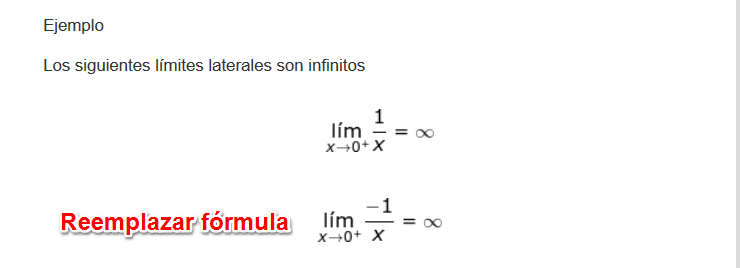 Ejemplo
Los siguientes límites laterales son infinitos
lím x→0⁺ 1/x = ∞
Reemplazar fórmula lím x→0⁺ −1/x = ∞